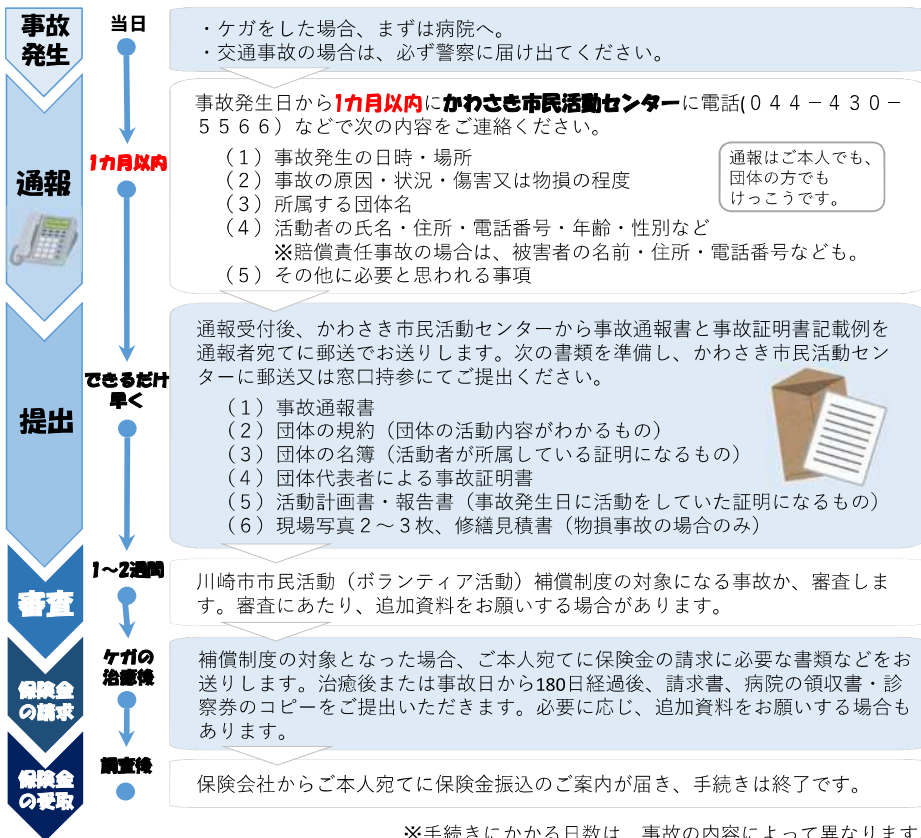 事故
発生
当日
・ケガをした場合、まずは病院へ。
・交通事故の場合は、必ず警察に届け出てください。
通報
1カ月以内
事故発生日から1カ月以内にかわさき市民活動センターに電話(０４４－４３０－
５５６６）などで次の内容をご連絡ください。
（１）事故発生の日時・場所
（２）事故の原因・状況・傷害又は物損の程度
（３）所属する団体名
（４）活動者の氏名・住所・電話番号・年齢・性別など
※賠償責任事故の場合は、被害者の名前・住所・電話番号なども。
（５）その他に必要と思われる事項
通報はご本人でも、
団体の方でも
けっこうです。
提出
できるだけ
早く
通報受付後、かわさき市民活動センターから事故通報書と事故証明書記載例を
通報者宛てに郵送でお送りします。次の書類を準備し、かわさき市民活動セン
ターに郵送又は窓口持参にてご提出ください。
（１）事故通報書
（２）団体の規約（団体の活動内容がわかるもの）
（３）団体の名簿（活動者が所属している証明になるもの）
（４）団体代表者による事故証明書
（５）活動計画書・報告書（事故発生日に活動をしていた証明になるもの）
（６）現場写真２～３枚、修繕見積書（物損事故の場合のみ）
審査
1～2週間
川崎市市民活動（ボランティア活動）補償制度の対象になる事故か、審査しま
す。審査にあたり、追加資料をお願いする場合があります。
保険金
の請求
ケガの
治癒後
補償制度の対象となった場合、ご本人宛てに保険金の請求に必要な書類などをお
送りします。治癒後または事故日から180日経過後、請求書、病院の領収書・診
察券のコピーをご提出いただきます。必要に応じ、追加資料をお願いする場合も
あります。
保険金
の受取
調査後
保険会社からご本人宛てに保険金振込のご案内が届き、手続きは終了です。
※手続きにかかる日数は、事故の内容によって異なります